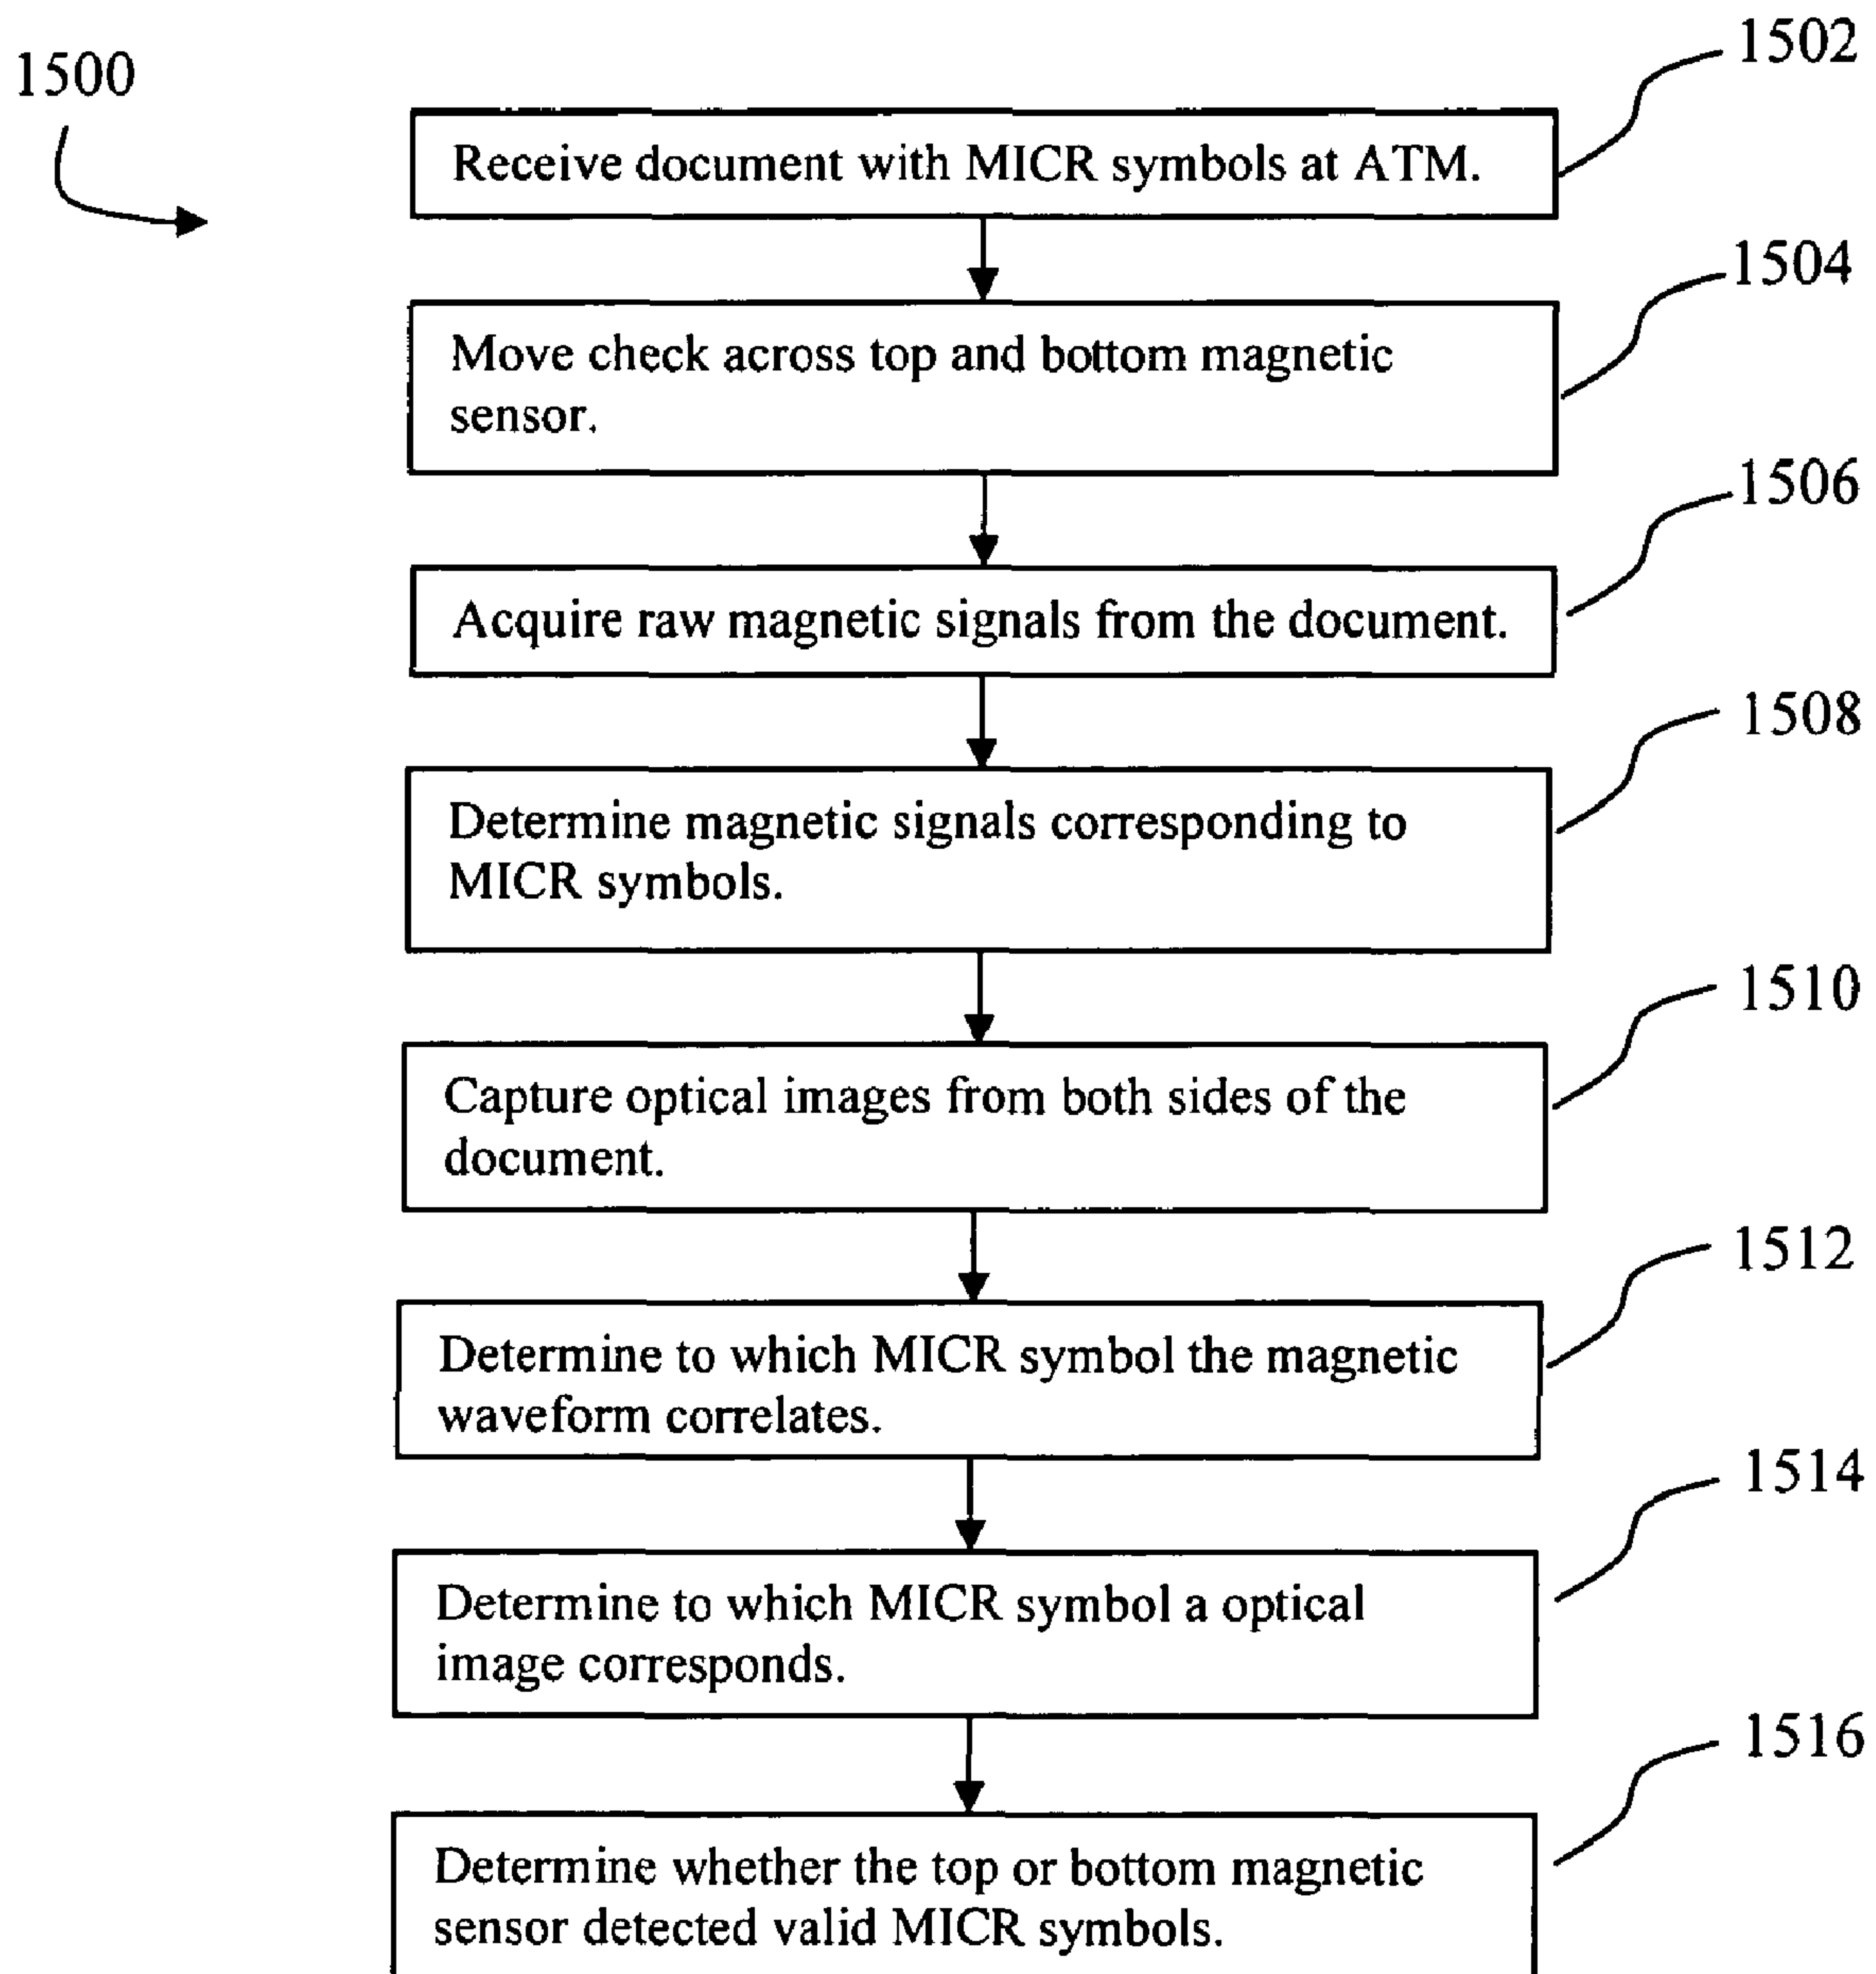 1500
1502
Receive document with MICR symbols at ATM.
1504
Move check across top and bottom magnetic
sensor.
1506
Acquire raw magnetic signals from the document.
1508
Determine magnetic signals corresponding to
MICR symbols.
1510
Capture optical images from both sides of the
document.
1512
Determine to which MICR symbol the magnetic
waveform correlates.
1514
Determine to which MICR symbol a optical
image corresponds.
1516
Determine whether the top or bottom magnetic
sensor detected valid MICR symbols.